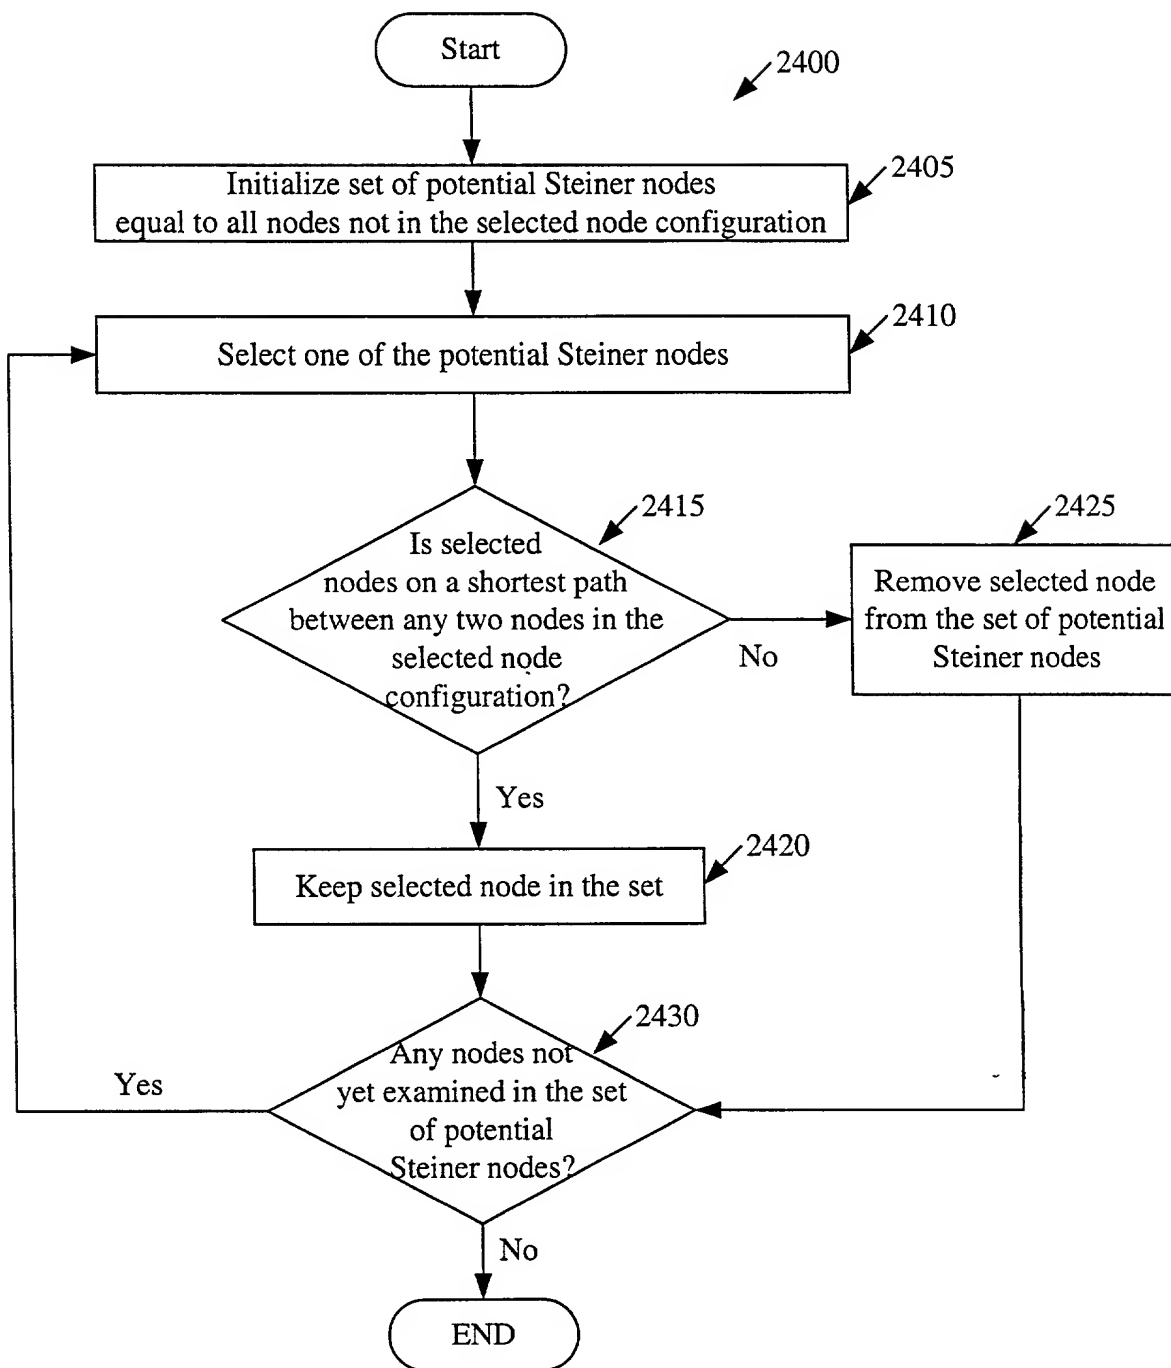 Start
2400
Initialize set of potential Steiner nodes
equal to all nodes not in the selected node configuration
2405
Select one of the potential Steiner nodes
2410
Is selected
nodes on a shortest path
between any two nodes in the
selected node
configuration?
2415
No
2425
Remove selected node
from the set of potential
Steiner nodes
Yes
Keep selected node in the set
2420
Any nodes not
yet examined in the set
of potential
Steiner nodes?
2430
Yes
No
END